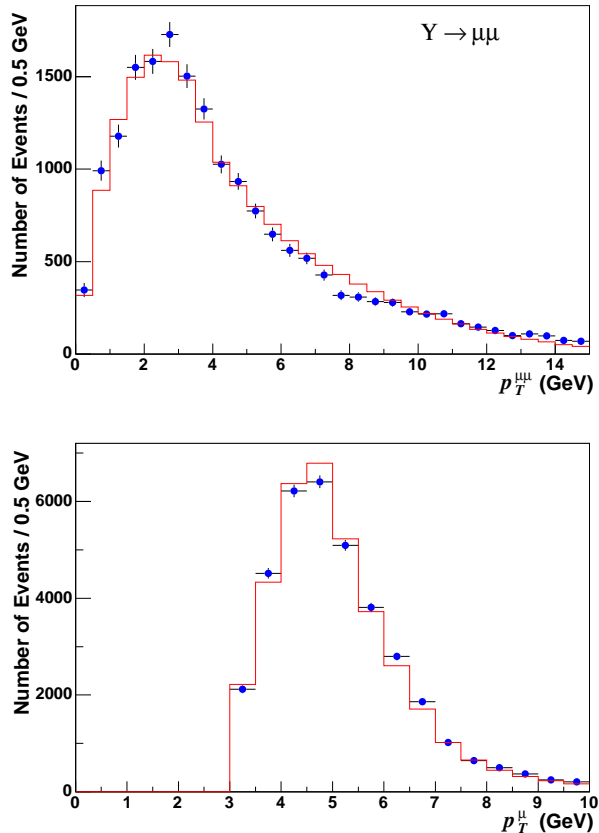 Υ → μμ
Number of Events / 0.5 GeV
1500
1000
500
0
0 2 4 6 8 10 12 14
p_T^μμ (GeV)
Number of Events / 0.5 GeV
6000
4000
2000
0
0 1 2 3 4 5 6 7 8 9 10
p_T^μ (GeV)